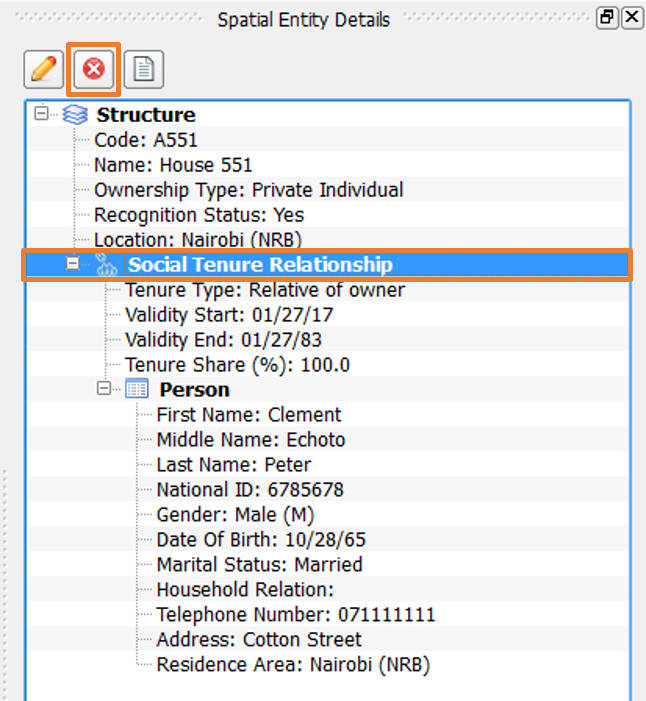 Spatial Entity Details
Structure
Code: A551
Name: House 551
Ownership Type: Private Individual
Recognition Status: Yes
Location: Nairobi (NRB)
Social Tenure Relationship
Tenure Type: Relative of owner
Validity Start: 01/27/17
Validity End: 01/27/83
Tenure Share (%): 100.0
Person
First Name: Clement
Middle Name: Echoto
Last Name: Peter
National ID: 6785678
Gender: Male (M)
Date Of Birth: 10/28/65
Marital Status: Married
Household Relation:
Telephone Number: 071111111
Address: Cotton Street
Residence Area: Nairobi (NRB)